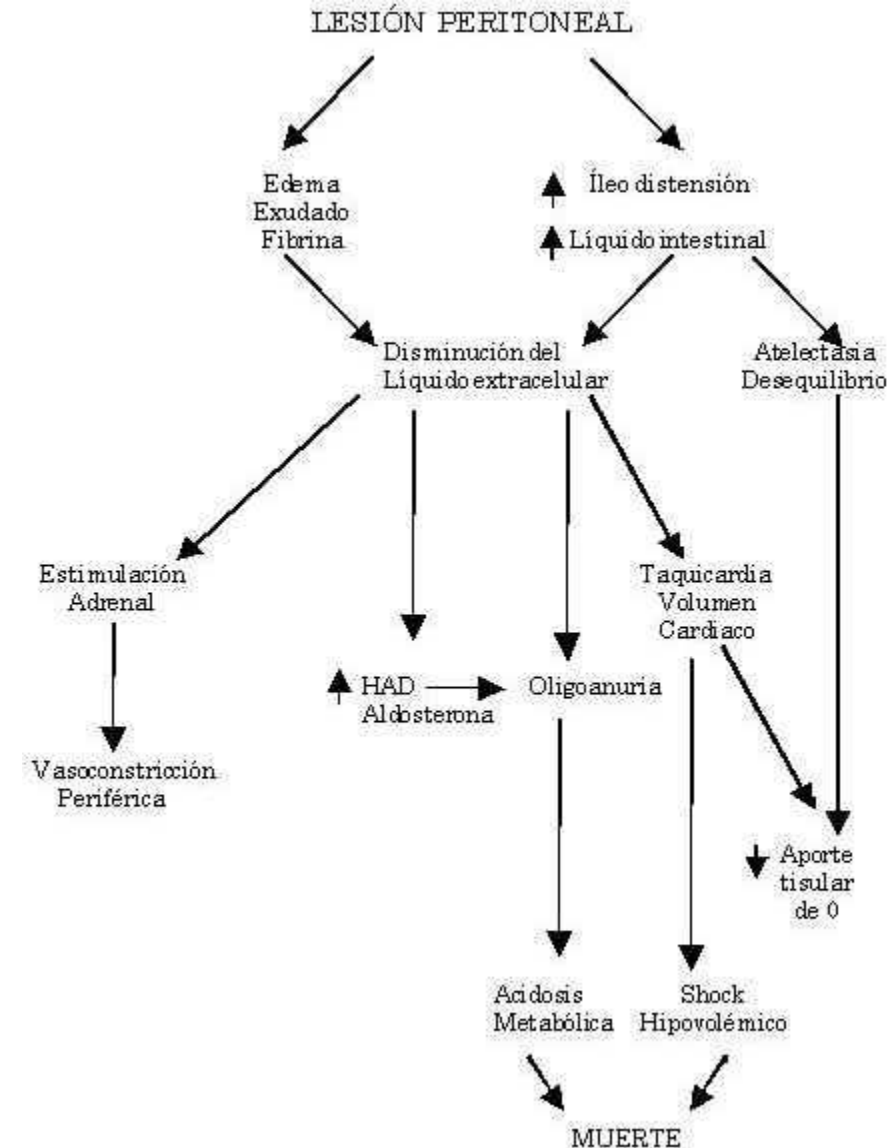 LESIÓN PERITONEAL
Edema
Exudado
Fibrina
Íleo distensión
Líquido intestinal
Disminución del
Líquido extracelular
Atelectasia
Desequilibrio
Estimulación
Adrenal
Taquicardia
Volumen
Cardiaco
HAD
Aldosterona
Oligoanuria
Vasoconstricción
Periférica
Aporte
tisular
de 0
Acidosis
Metabólica
Shock
Hipovolémico
MUERTE